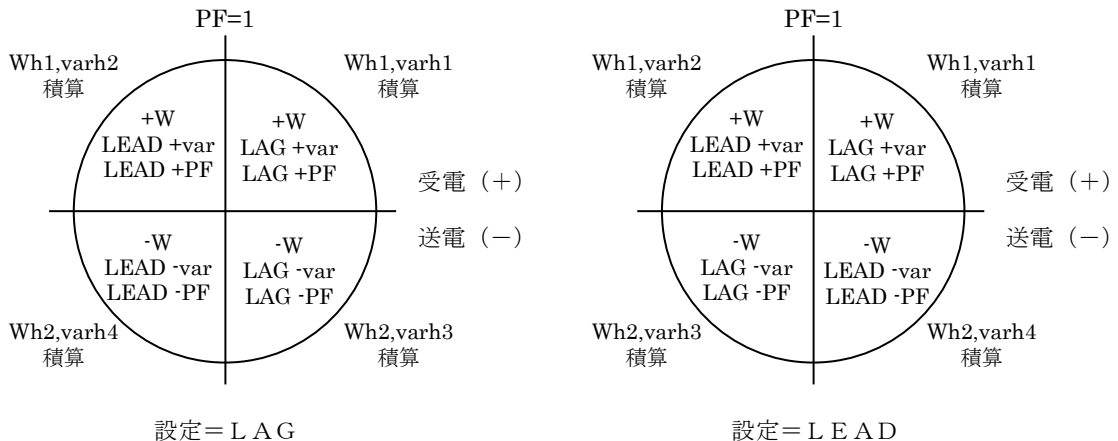 PF=1
Wh1,varh2
積算
Wh1,varh1
積算
+W
LEAD +var
LEAD +PF
+W
LAG +var
LAG +PF
受電（＋）
送電（－）
-W
LEAD -var
LEAD -PF
-W
LAG -var
LAG -PF
Wh2,varh4
積算
Wh2,varh3
積算
設定＝ＬＡＧ
PF=1
Wh1,varh2
積算
Wh1,varh1
積算
+W
LEAD +var
LEAD +PF
+W
LAG +var
LAG +PF
受電（＋）
送電（－）
-W
LAG -var
LAG -PF
-W
LEAD -var
LEAD -PF
Wh2,varh3
積算
Wh2,varh4
積算
設定＝ＬＥＡＤ